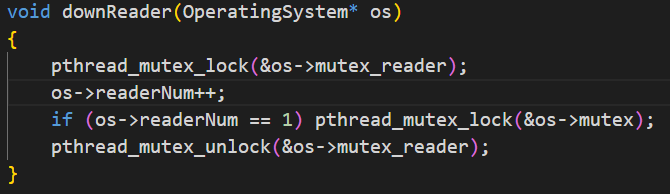 void downReader(OperatingSystem* os)
{
    pthread_mutex_lock(&os->mutex_reader);
    os->readerNum++;
    if (os->readerNum == 1) pthread_mutex_lock(&os->mutex);
    pthread_mutex_unlock(&os->mutex_reader);
}